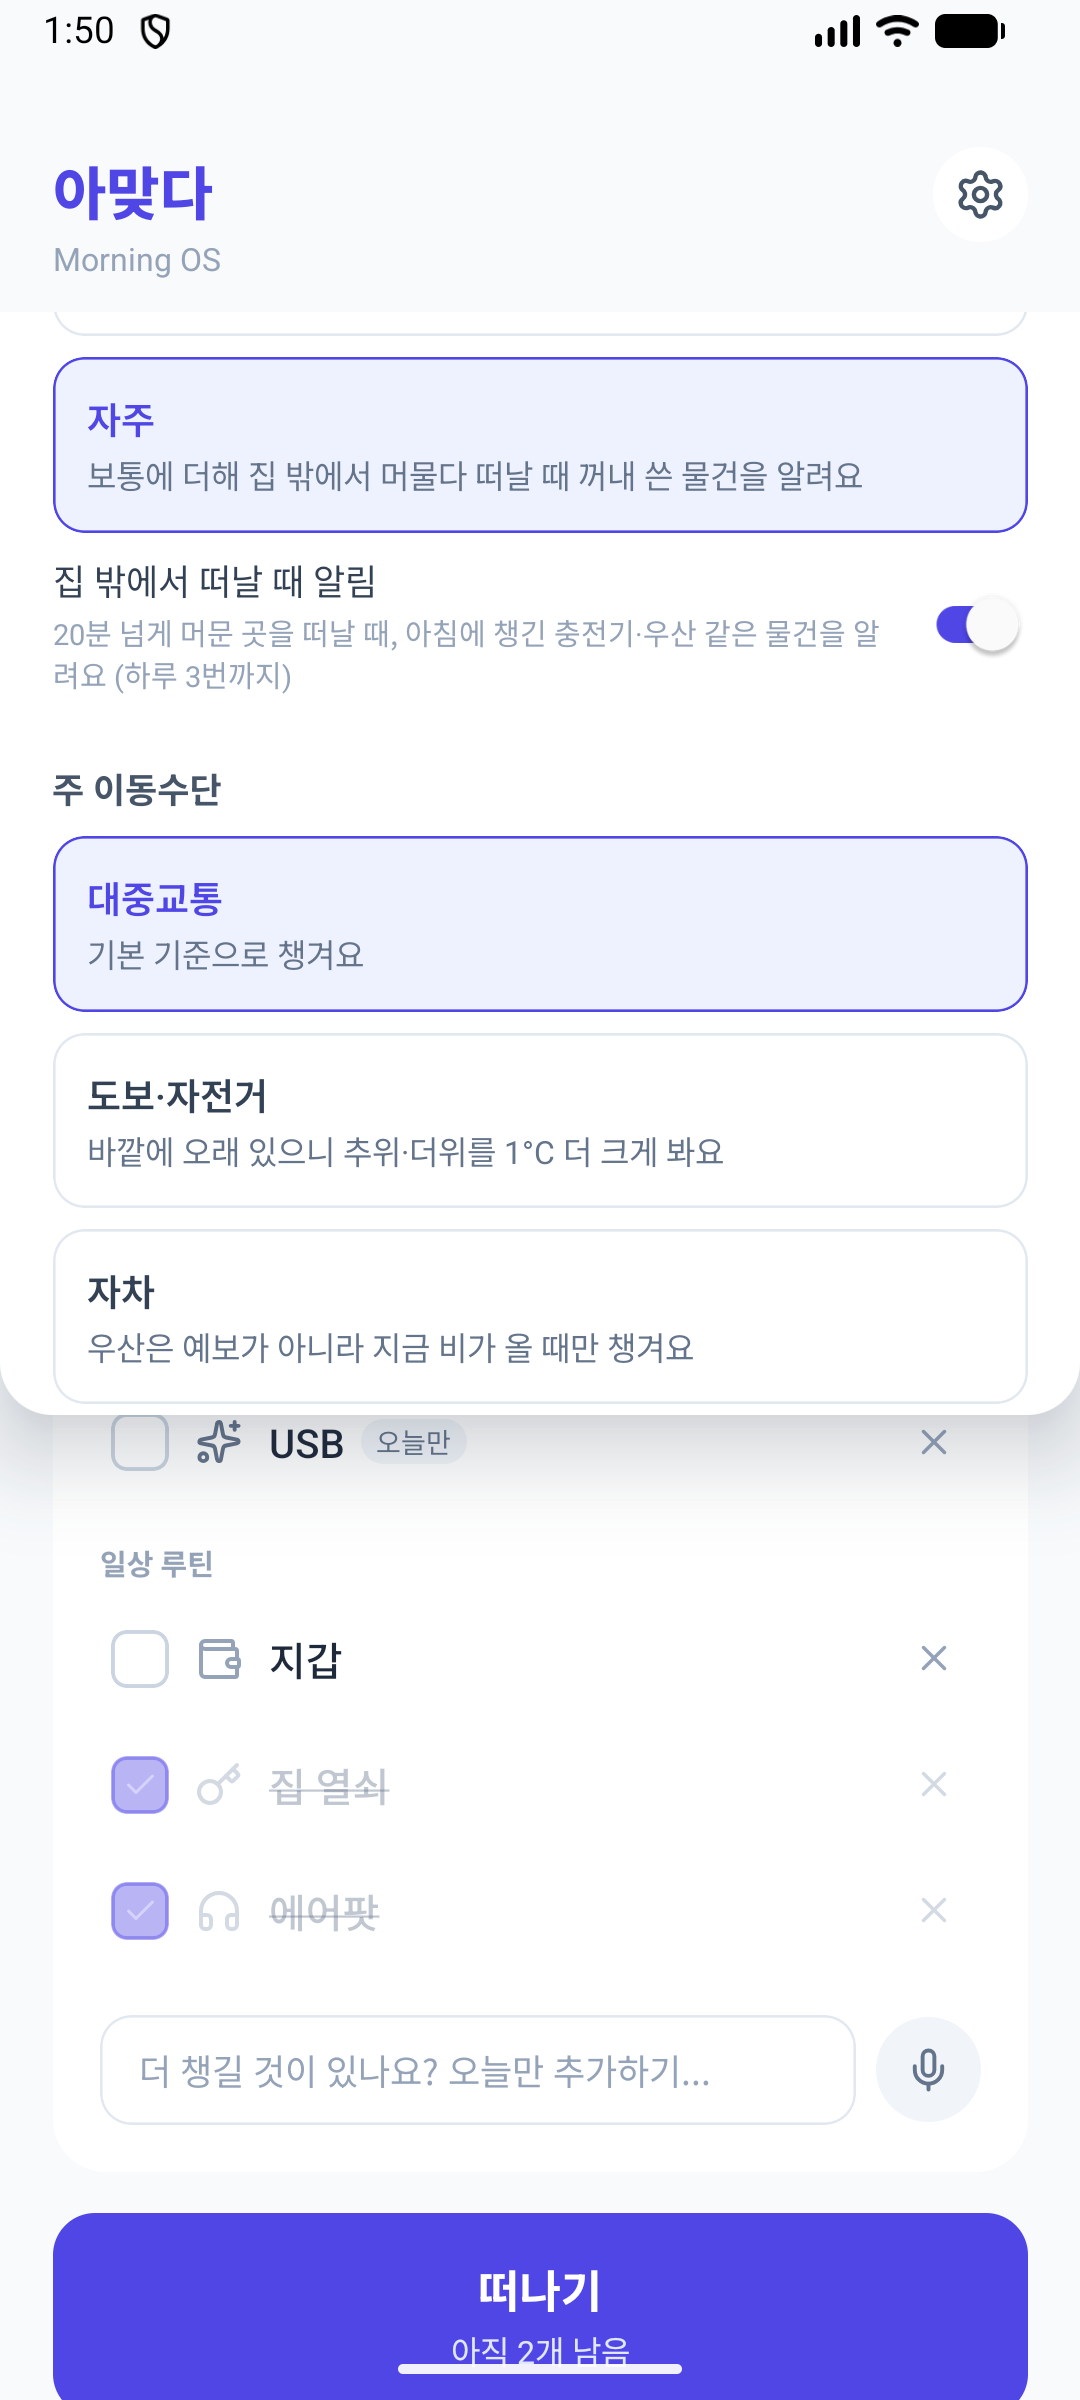 1:50
아맞다
Morning OS
자주
보통에 더해 집 밖에서 머물다 떠날 때 꺼내 쓴 물건을 알려요
집 밖에서 떠날 때 알림
20분 넘게 머문 곳을 떠날 때, 아침에 챙긴 충전기·우산 같은 물건을 알
려요 (하루 3번까지)
주 이동수단
대중교통
기본 기준으로 챙겨요
도보·자전거
바깥에 오래 있으니 추위·더위를 1°C 더 크게 봐요
자차
우산은 예보가 아니라 지금 비가 올 때만 챙겨요
USB 오늘만
일상 루틴
지갑
집 열쇠
에어팟
더 챙길 것이 있나요? 오늘만 추가하기...
떠나기
아직 2개 남음